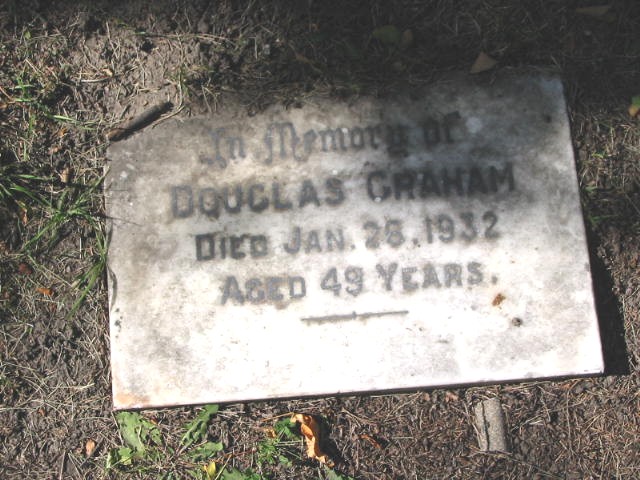 In Memory of
DOUGLAS GRAHAM
DIED JAN. 28, 1932
AGED 49 YEARS.